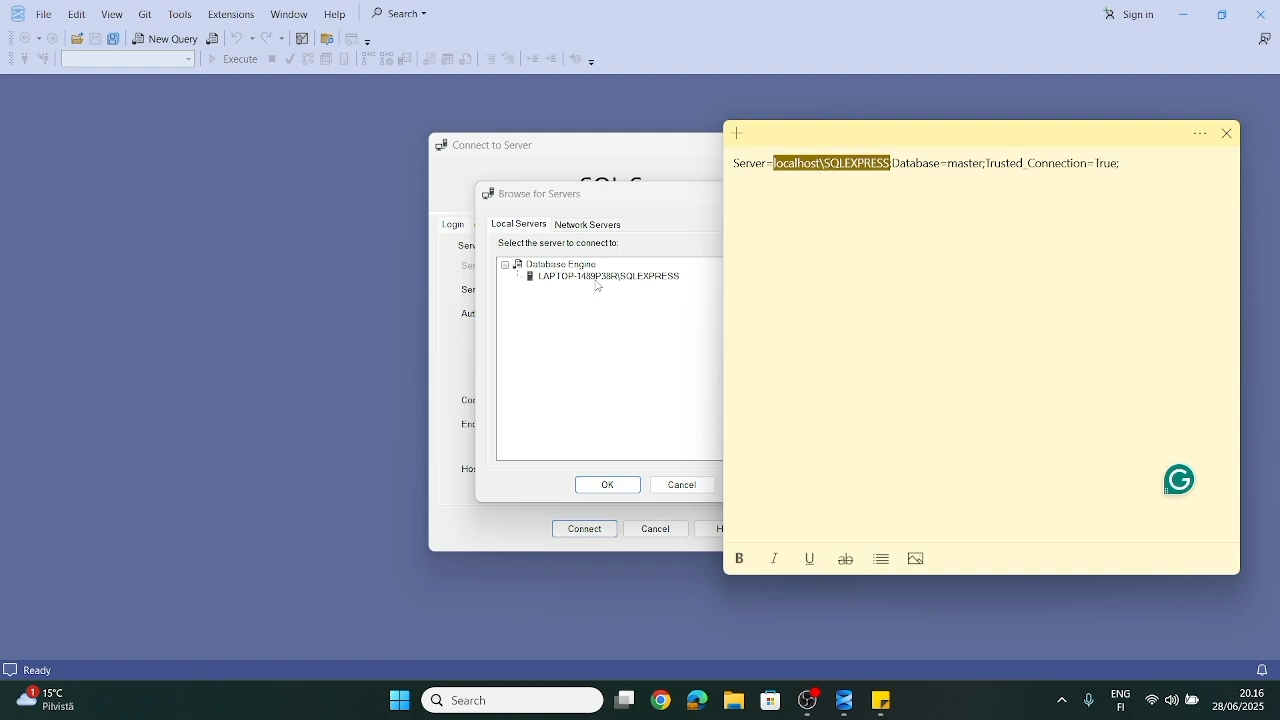 File Edit View Git Tools Extensions Window Help Search Sign in
New Query
Execute
Connect to Server
Server=localhost\SQLEXPRESS;Database=master;Trusted_Connection=True;
Browse for Servers
Login
Local Servers Network Servers
Select the server to connect to:
Database Engine
LAPTOP-1489P38R\SQLEXPRESS
OK Cancel
Connect Cancel
B I U ab
Ready
1 15°C
Pilvistä
Search
ENG
FI
20.16
28/06/2025